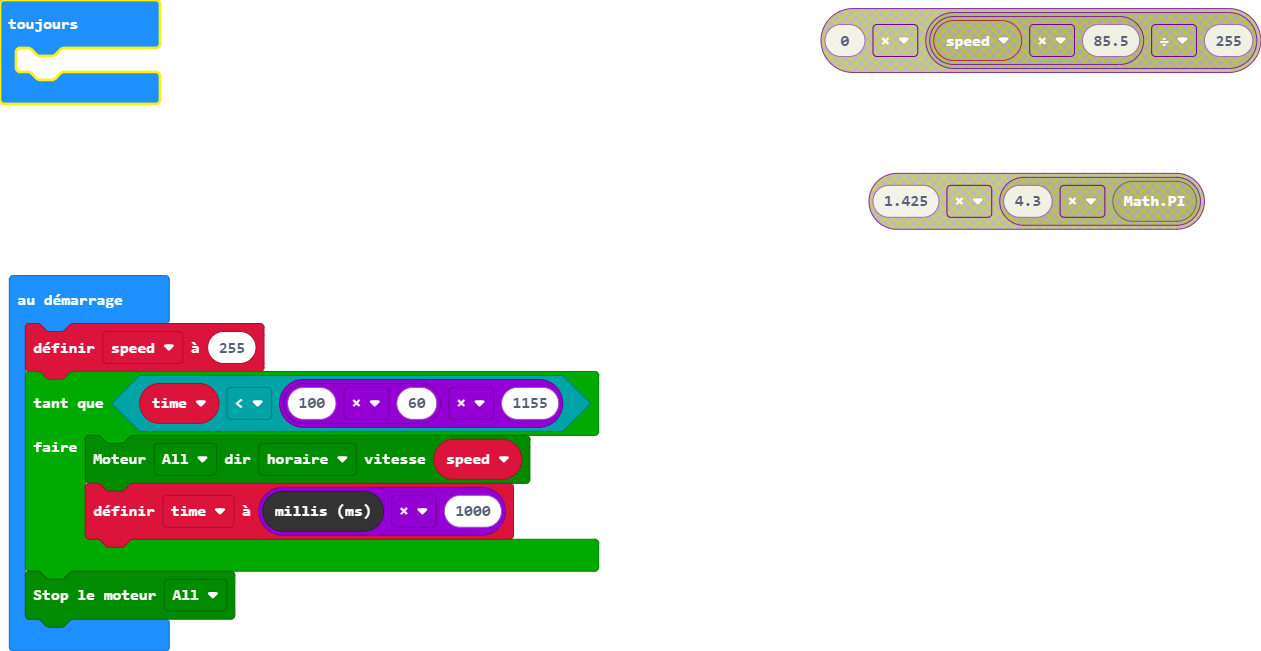 toujours
0 × speed × 85.5 ÷ 255
1.425 × 4.3 × Math.PI
au démarrage
définir speed à 255
tant que time < 100 × 60 × 1155
faire
Moteur All dir horaire vitesse speed
définir time à millis (ms) × 1000
Stop le moteur All